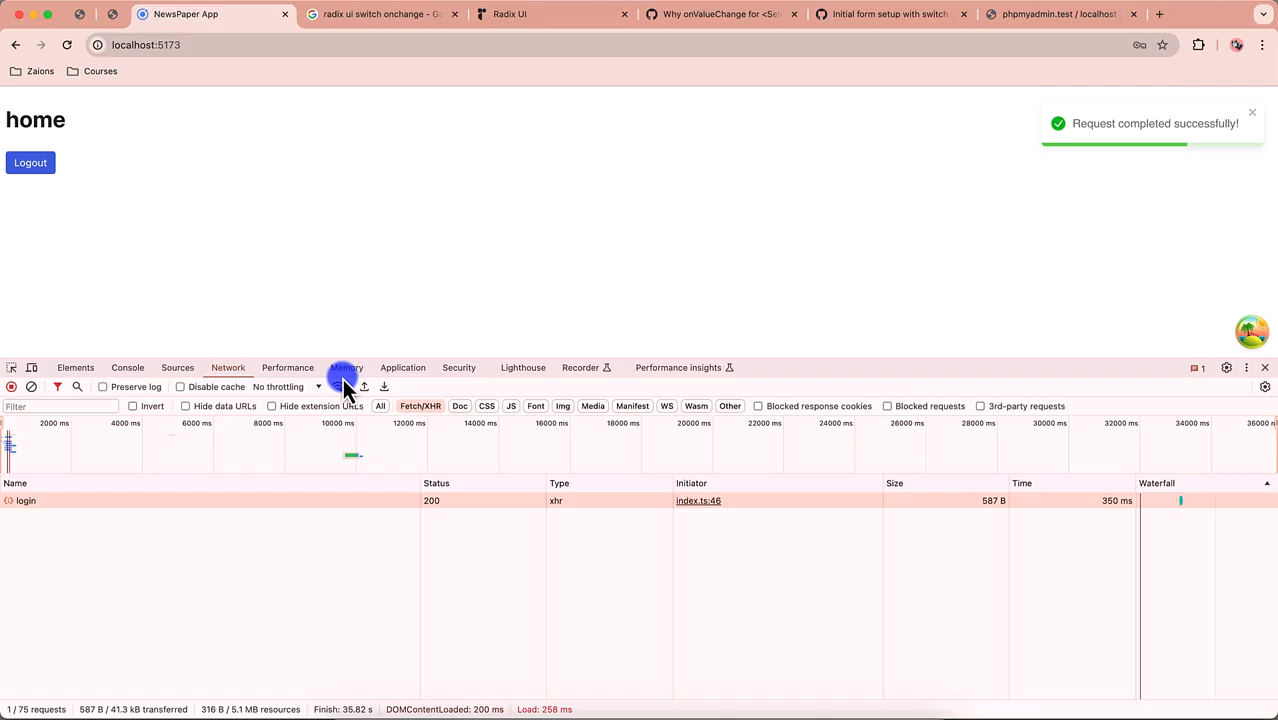 NewsPaper App
radix ui switch onchange - G
Radix UI
Why onValueChange for <Sel
Initial form setup with switch
phpmyadmin.test / localhost
localhost:5173
Zaions
Courses
home
Request completed successfully!
Logout
Elements
Console
Sources
Network
Performance
Memory
Application
Security
Lighthouse
Recorder
Performance insights
1
Preserve log
Disable cache
No throttling
Filter
Invert
Hide data URLs
Hide extension URLs
All
Fetch/XHR
Doc
CSS
JS
Font
Img
Media
Manifest
WS
Wasm
Other
Blocked response cookies
Blocked requests
3rd-party requests
2000 ms
4000 ms
6000 ms
8000 ms
10000 ms
12000 ms
14000 ms
16000 ms
18000 ms
20000 ms
22000 ms
24000 ms
26000 ms
28000 ms
30000 ms
32000 ms
34000 ms
36000 m
Name
Status
Type
Initiator
Size
Time
Waterfall
login
200
xhr
index.ts:46
587 B
350 ms
1 / 75 requests
587 B / 41.3 kB transferred
316 B / 5.1 MB resources
Finish: 35.82 s
DOMContentLoaded: 200 ms
Load: 258 ms